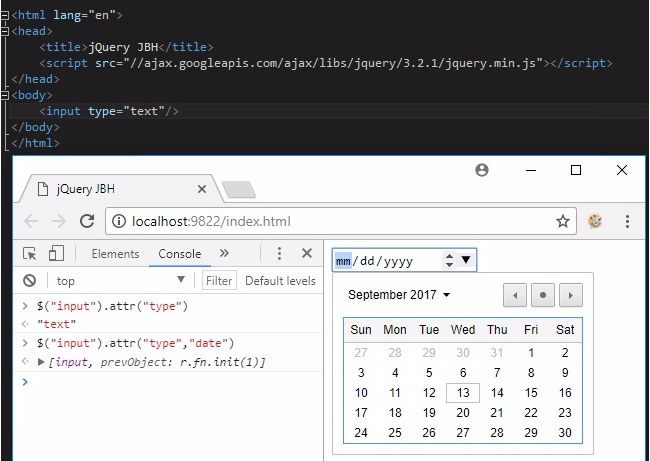 <html lang="en">
<head>
<title>jQuery JBH</title>
<script src="//ajax.googleapis.com/ajax/libs/jquery/3.2.1/jquery.min.js"></script>
</head>
<body>
<input type="text"/>
</body>
</html>
jQuery JBH
localhost:9822/index.html
Elements Console »
top Filter Default levels
> $("input").attr("type")
"text"
> $("input").attr("type","date")
[input, prevObject: r.fn.init(1)]
>
mm/dd/yyyy
September 2017
Sun Mon Tue Wed Thu Fri Sat
27 28 29 30 31 1 2
3 4 5 6 7 8 9
10 11 12 13 14 15 16
17 18 19 20 21 22 23
24 25 26 27 28 29 30